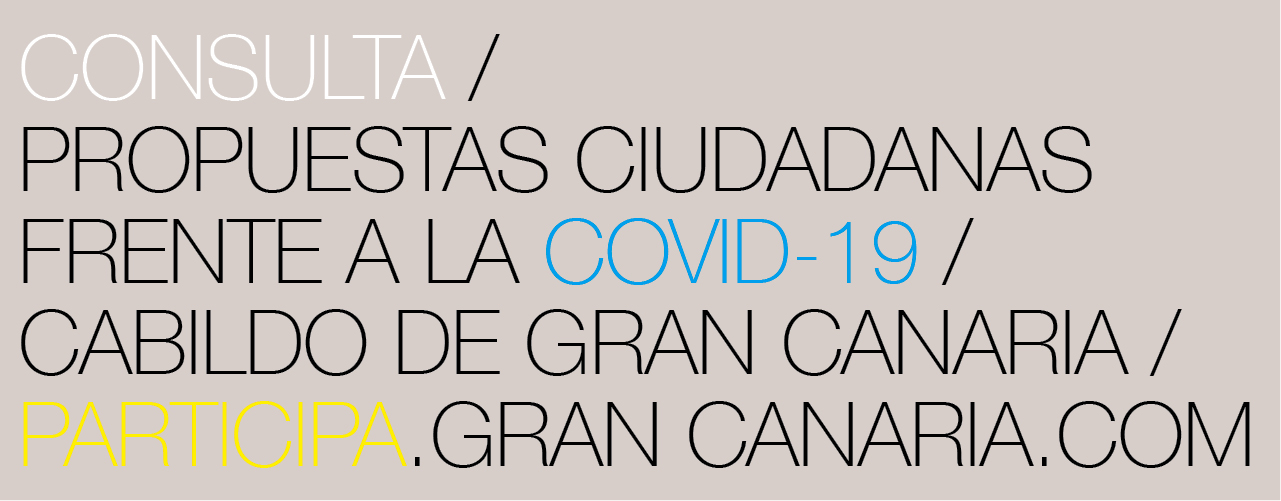 CONSULTA /
PROPUESTAS CIUDADANAS
FRENTE A LA COVID-19 /
CABILDO DE GRAN CANARIA /
PARTICIPA.GRAN CANARIA.COM